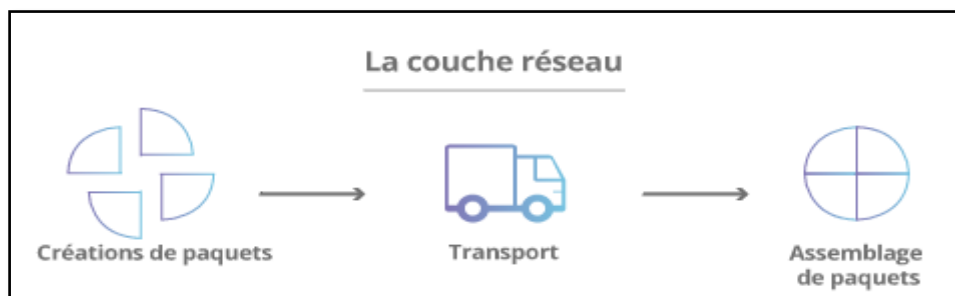 La couche réseau
Créations de paquets
Transport
Assemblage
de paquets